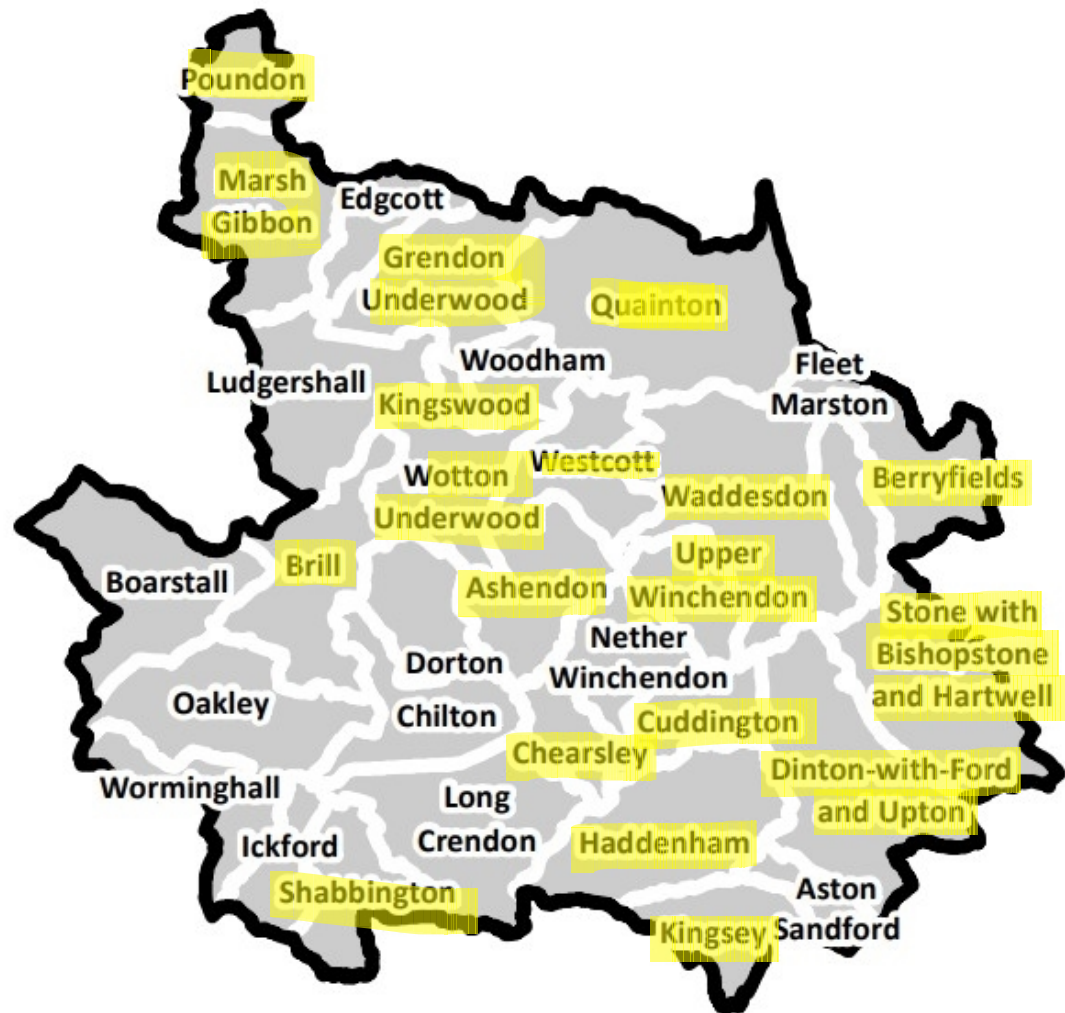 Poundon
Marsh
Gibbon
Edgcott
Grendon
Underwood
Quainton
Woodham
Fleet
Marston
Ludgershall
Kingswood
Westcott
Wotton
Underwood
Waddesdon
Berryfields
Brill
Boarstall
Ashendon
Upper
Winchendon
Stone with
Bishopstone
and Hartwell
Nether
Winchendon
Dorton
Oakley
Chilton
Cuddington
Chearsley
Dinton-with-Ford
and Upton
Worminghall
Long
Crendon
Ickford
Haddenham
Shabbington
Aston
Sandford
Kingsey